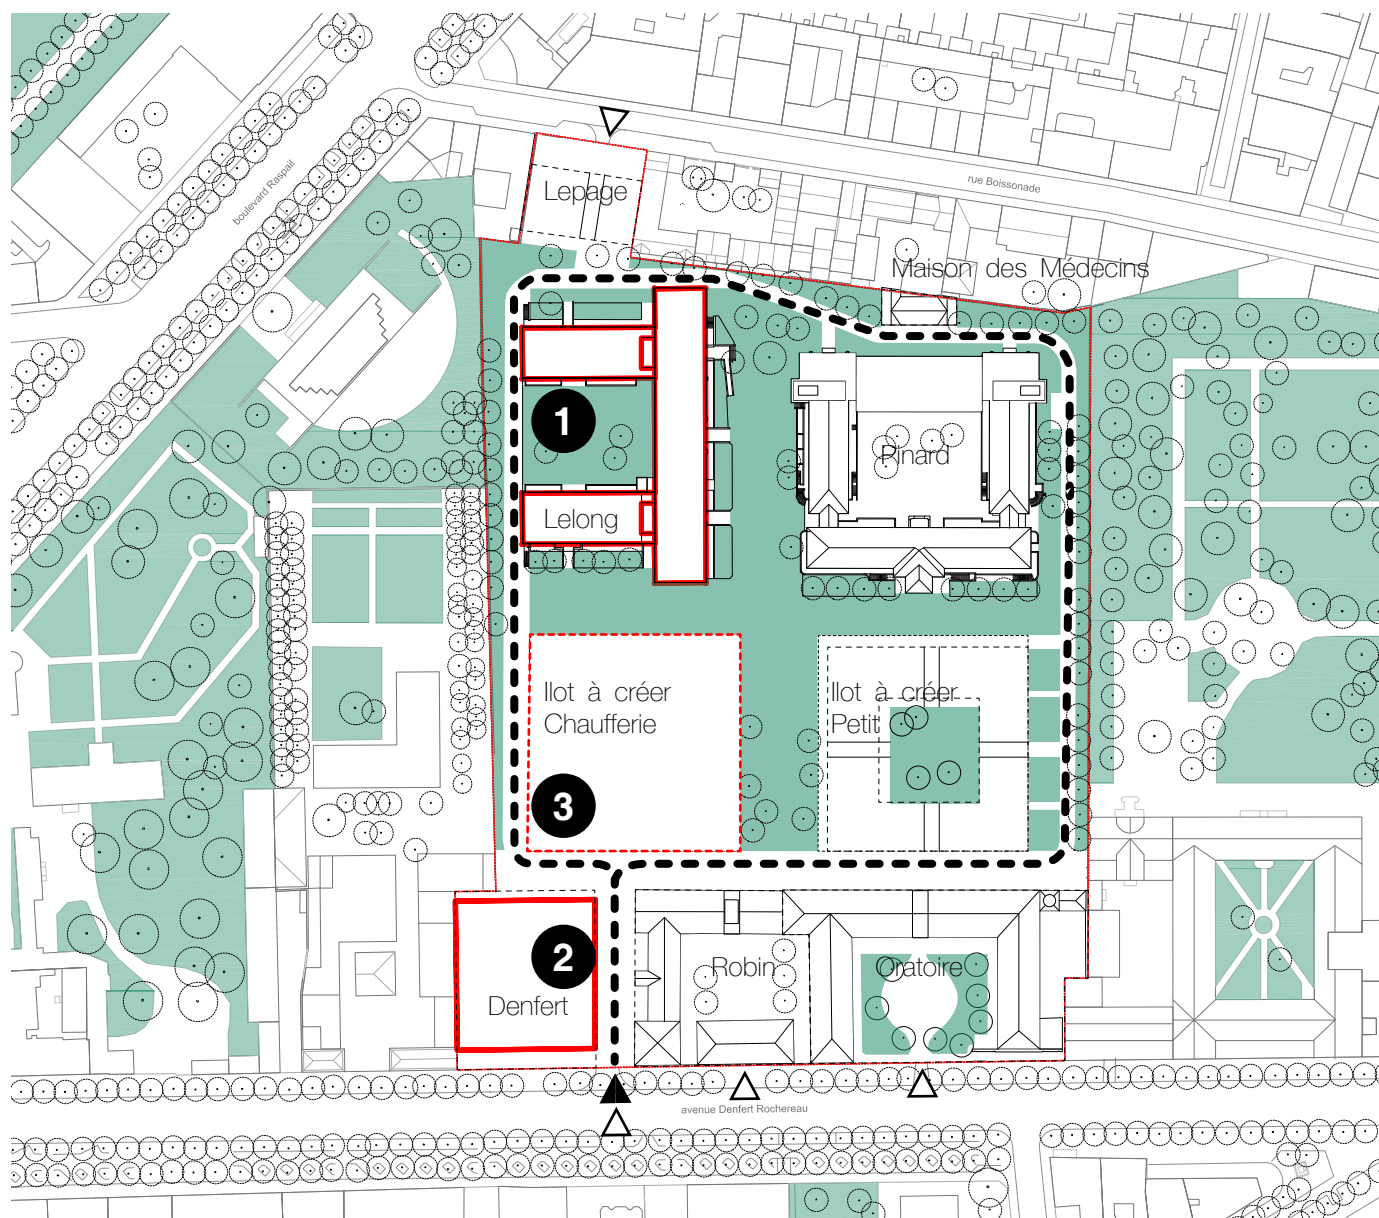 boulevard Raspail
Lepage
rue Boissonade
Maison des Médecins
1
Pinard
Lelong
Ilot à créer
Chaufferie
Ilot à créer
Petit
3
2
Denfert
Robin
Oratoire
avenue Denfert Rochereau